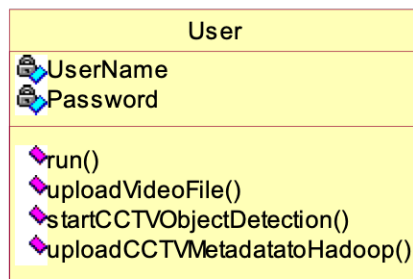 User
UserName
Password
run()
uploadVideoFile()
startCCTVObjectDetection()
uploadCCTVMetadatatoHadoop()